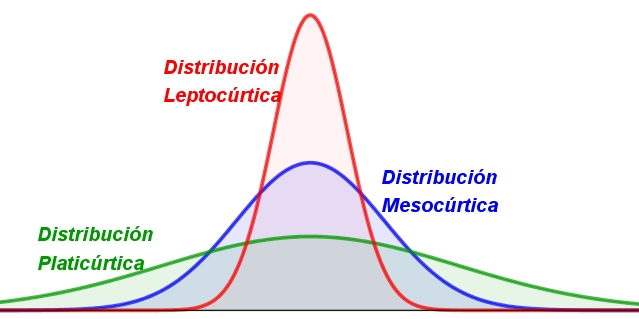 Distribución
Leptocúrtica
Distribución
Mesocúrtica
Distribución
Platicúrtica